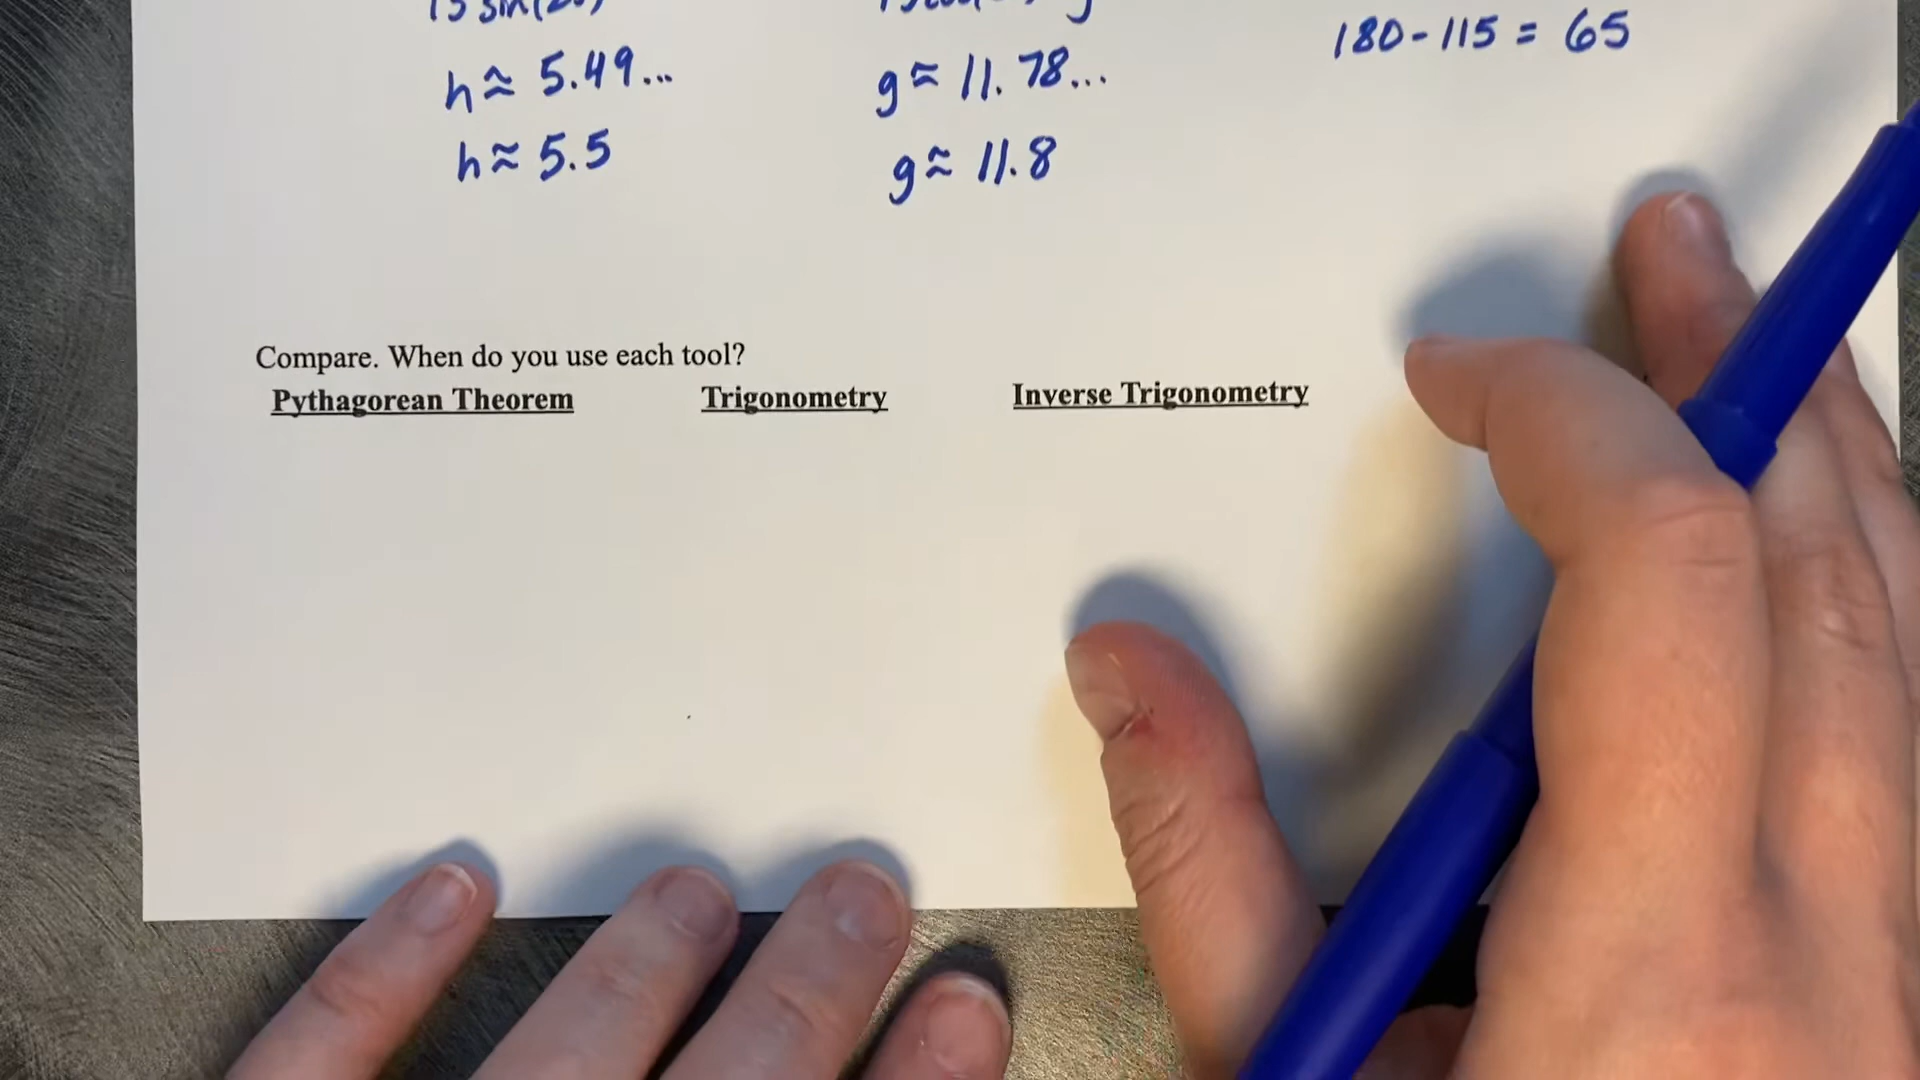 h ≈ 5.49...
h ≈ 5.5
g ≈ 11.78...
g ≈ 11.8
180 - 115 = 65
Compare. When do you use each tool?
Pythagorean Theorem Trigonometry Inverse Trigonometry